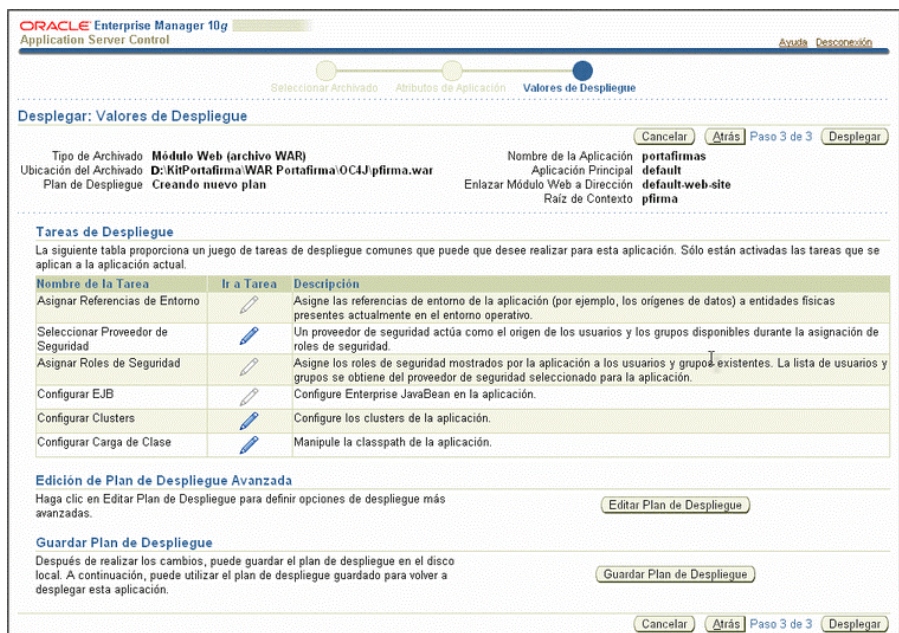 ORACLE Enterprise Manager 10g
Application Server Control
Ayuda Desconexión
Seleccionar Archivado Atributos de Aplicación Valores de Despliegue
Desplegar: Valores de Despliegue
Cancelar Atrás Paso 3 de 3 Desplegar
Tipo de Archivado Módulo Web (archivo WAR)
Ubicación del Archivado D:\KitPortafirma\WAR Portafirma\OC4J\pfirma.war
Plan de Despliegue Creando nuevo plan
Nombre de la Aplicación portafirmas
Aplicación Principal default
Enlazar Módulo Web a Dirección default-web-site
Raíz de Contexto pfirma
Tareas de Despliegue
La siguiente tabla proporciona un juego de tareas de despliegue comunes que puede que desee realizar para esta aplicación. Sólo están activadas las tareas que se
aplican a la aplicación actual.
Nombre de la Tarea Ir a Tarea Descripción
Asignar Referencias de Entorno Asigne las referencias de entorno de la aplicación (por ejemplo, los orígenes de datos) a entidades físicas
presentes actualmente en el entorno operativo.
Seleccionar Proveedor de
Seguridad
Un proveedor de seguridad actúa como el origen de los usuarios y los grupos disponibles durante la asignación de
roles de seguridad.
Asignar Roles de Seguridad Asigne los roles de seguridad mostrados por la aplicación a los usuarios y grupos existentes. La lista de usuarios y
grupos se obtiene del proveedor de seguridad seleccionado para la aplicación.
Configurar EJB Configure Enterprise JavaBean en la aplicación.
Configurar Clusters Configure los clusters de la aplicación.
Configurar Carga de Clase Manipule la classpath de la aplicación.
Edición de Plan de Despliegue Avanzada
Haga clic en Editar Plan de Despliegue para definir opciones de despliegue más
avanzadas.
Editar Plan de Despliegue
Guardar Plan de Despliegue
Después de realizar los cambios, puede guardar el plan de despliegue en el disco
local. A continuación, puede utilizar el plan de despliegue guardado para volver a
desplegar esta aplicación.
Guardar Plan de Despliegue
Cancelar Atrás Paso 3 de 3 Desplegar